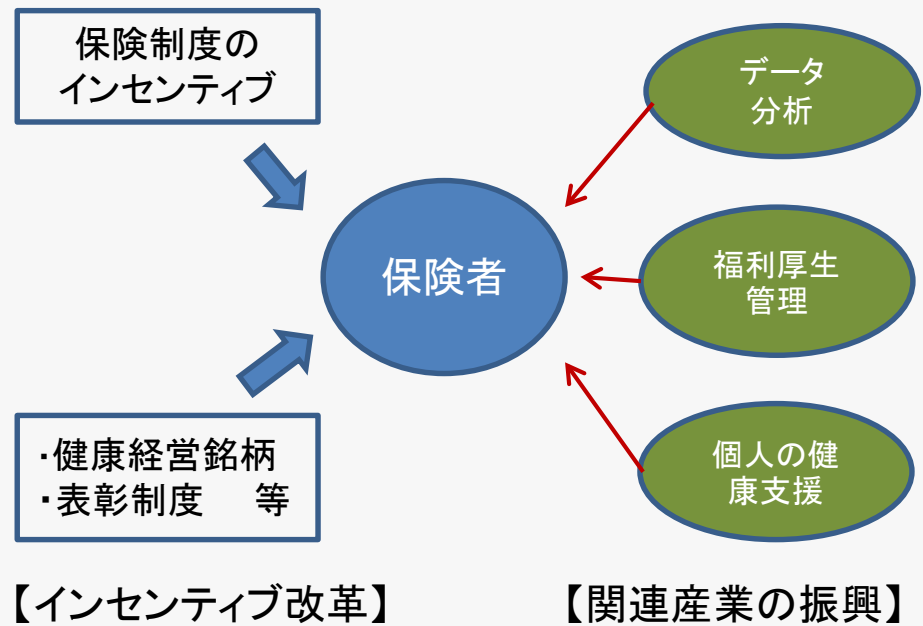 保険制度の
インセンティブ
・健康経営銘柄
・表彰制度　等
【インセンティブ改革】
保険者
データ
分析
福利厚生
管理
個人の健
康支援
【関連産業の振興】